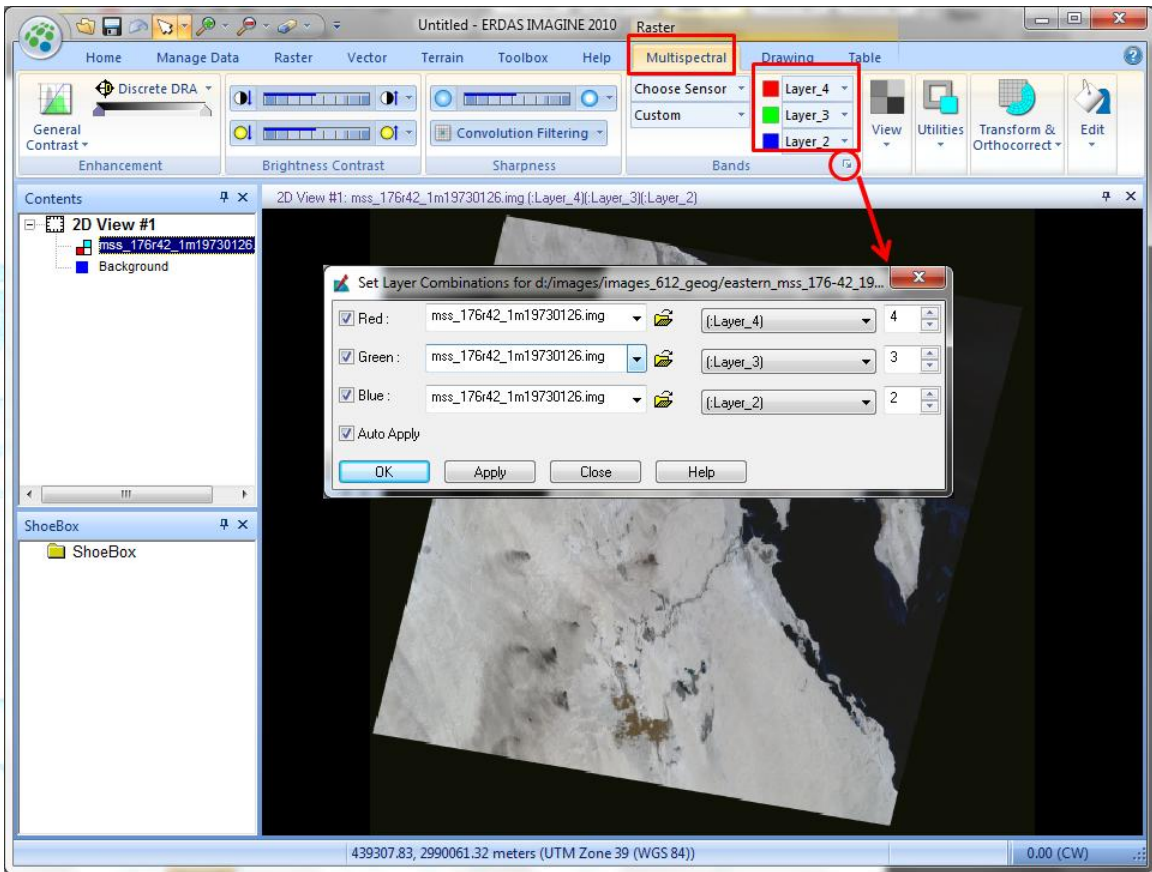 Untitled - ERDAS IMAGINE 2010
Raster
Home Manage Data Raster Vector Terrain Toolbox Help Multispectral Drawing Table
Discrete DRA
General
Contrast
Convolution Filtering
Choose Sensor
Custom
Layer_4
Layer_3
Layer_2
View
Utilities
Transform &
Orthocorrect
Edit
Enhancement
Brightness Contrast
Sharpness
Bands
Contents
2D View #1
mss_176r42_1m19730126.
Background
ShoeBox
ShoeBox
2D View #1: mss_176r42_1m19730126.img (:Layer_4)(:Layer_3)(:Layer_2)
Set Layer Combinations for d:/images/images_612_geog/eastern_mss_176-42_19...
Red : mss_176r42_1m19730126.img (:Layer_4) 4
Green : mss_176r42_1m19730126.img (:Layer_3) 3
Blue : mss_176r42_1m19730126.img (:Layer_2) 2
Auto Apply
OK Apply Close Help
439307.83, 2990061.32 meters (UTM Zone 39 (WGS 84))
0.00 (CW)